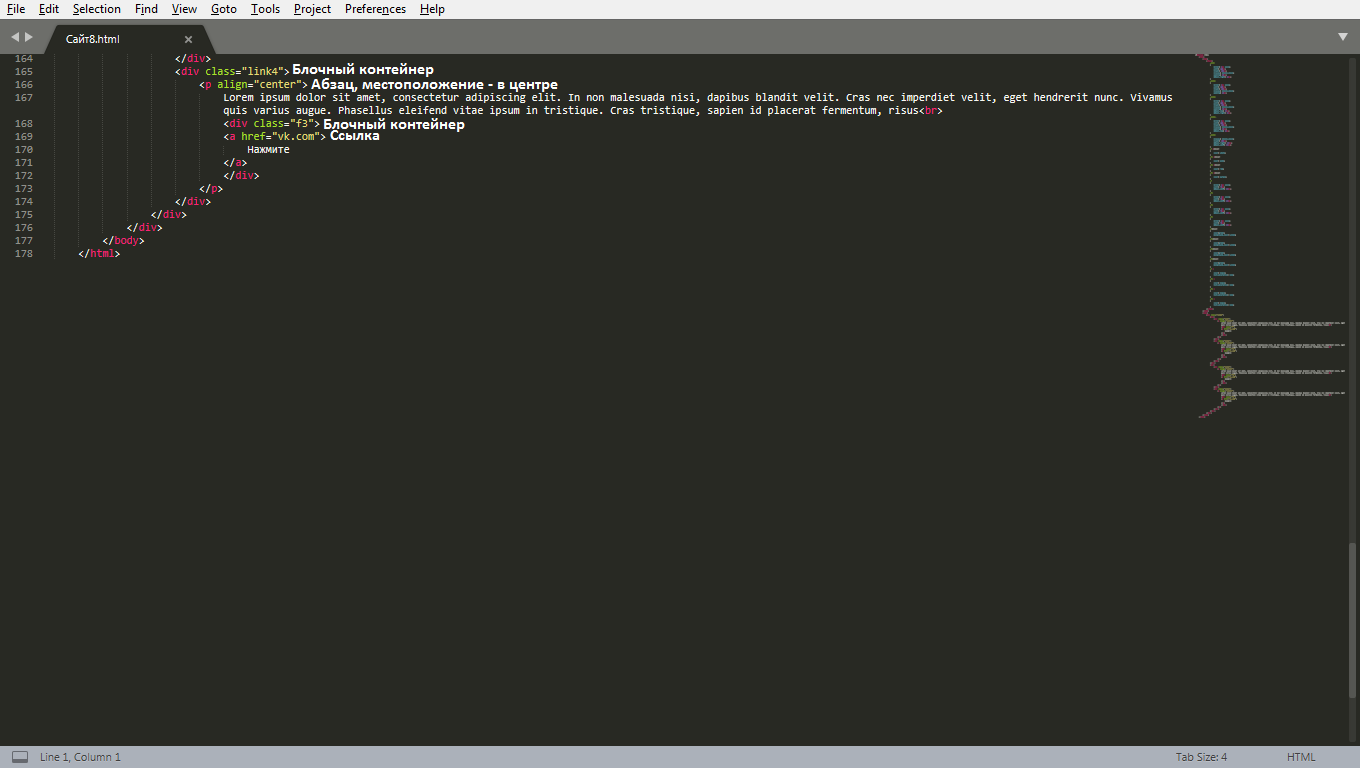 File Edit Selection Find View Goto Tools Project Preferences Help
Сайт8.html ×
164 </div>
165 <div class="link4"> Блочный контейнер
166 <p align="center"> Абзац, местоположение - в центре
167 Lorem ipsum dolor sit amet, consectetur adipiscing elit. In non malesuada nisi, dapibus blandit velit. Cras nec imperdiet velit, eget hendrerit nunc. Vivamus
quis varius augue. Phasellus eleifend vitae ipsum in tristique. Cras tristique, sapien id placerat fermentum, risus<br>
168 <div class="f3"> Блочный контейнер
169 <a href="vk.com"> Ссылка
170 Нажмите
171 </a>
172 </div>
173 </p>
174 </div>
175 </div>
176 </div>
177 </body>
178 </html>
Line 1, Column 1 Tab Size: 4 HTML